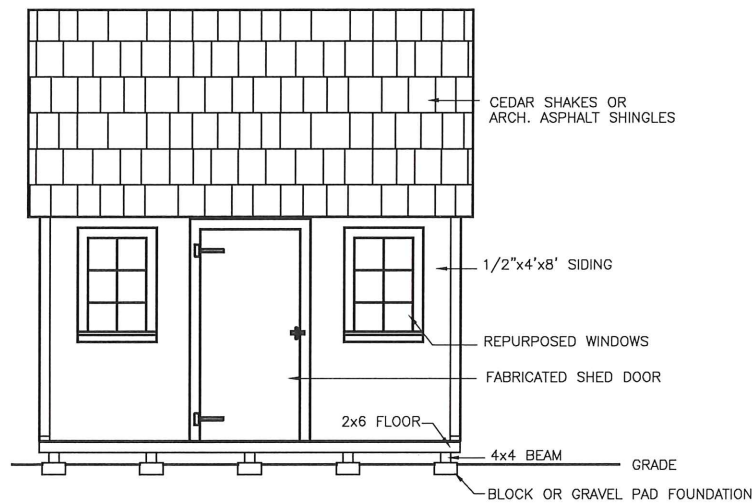 CEDAR SHAKES OR
ARCH. ASPHALT SHINGLES
1/2"x4'x8' SIDING
REPURPOSED WINDOWS
FABRICATED SHED DOOR
2x6 FLOOR
4x4 BEAM
GRADE
BLOCK OR GRAVEL PAD FOUNDATION